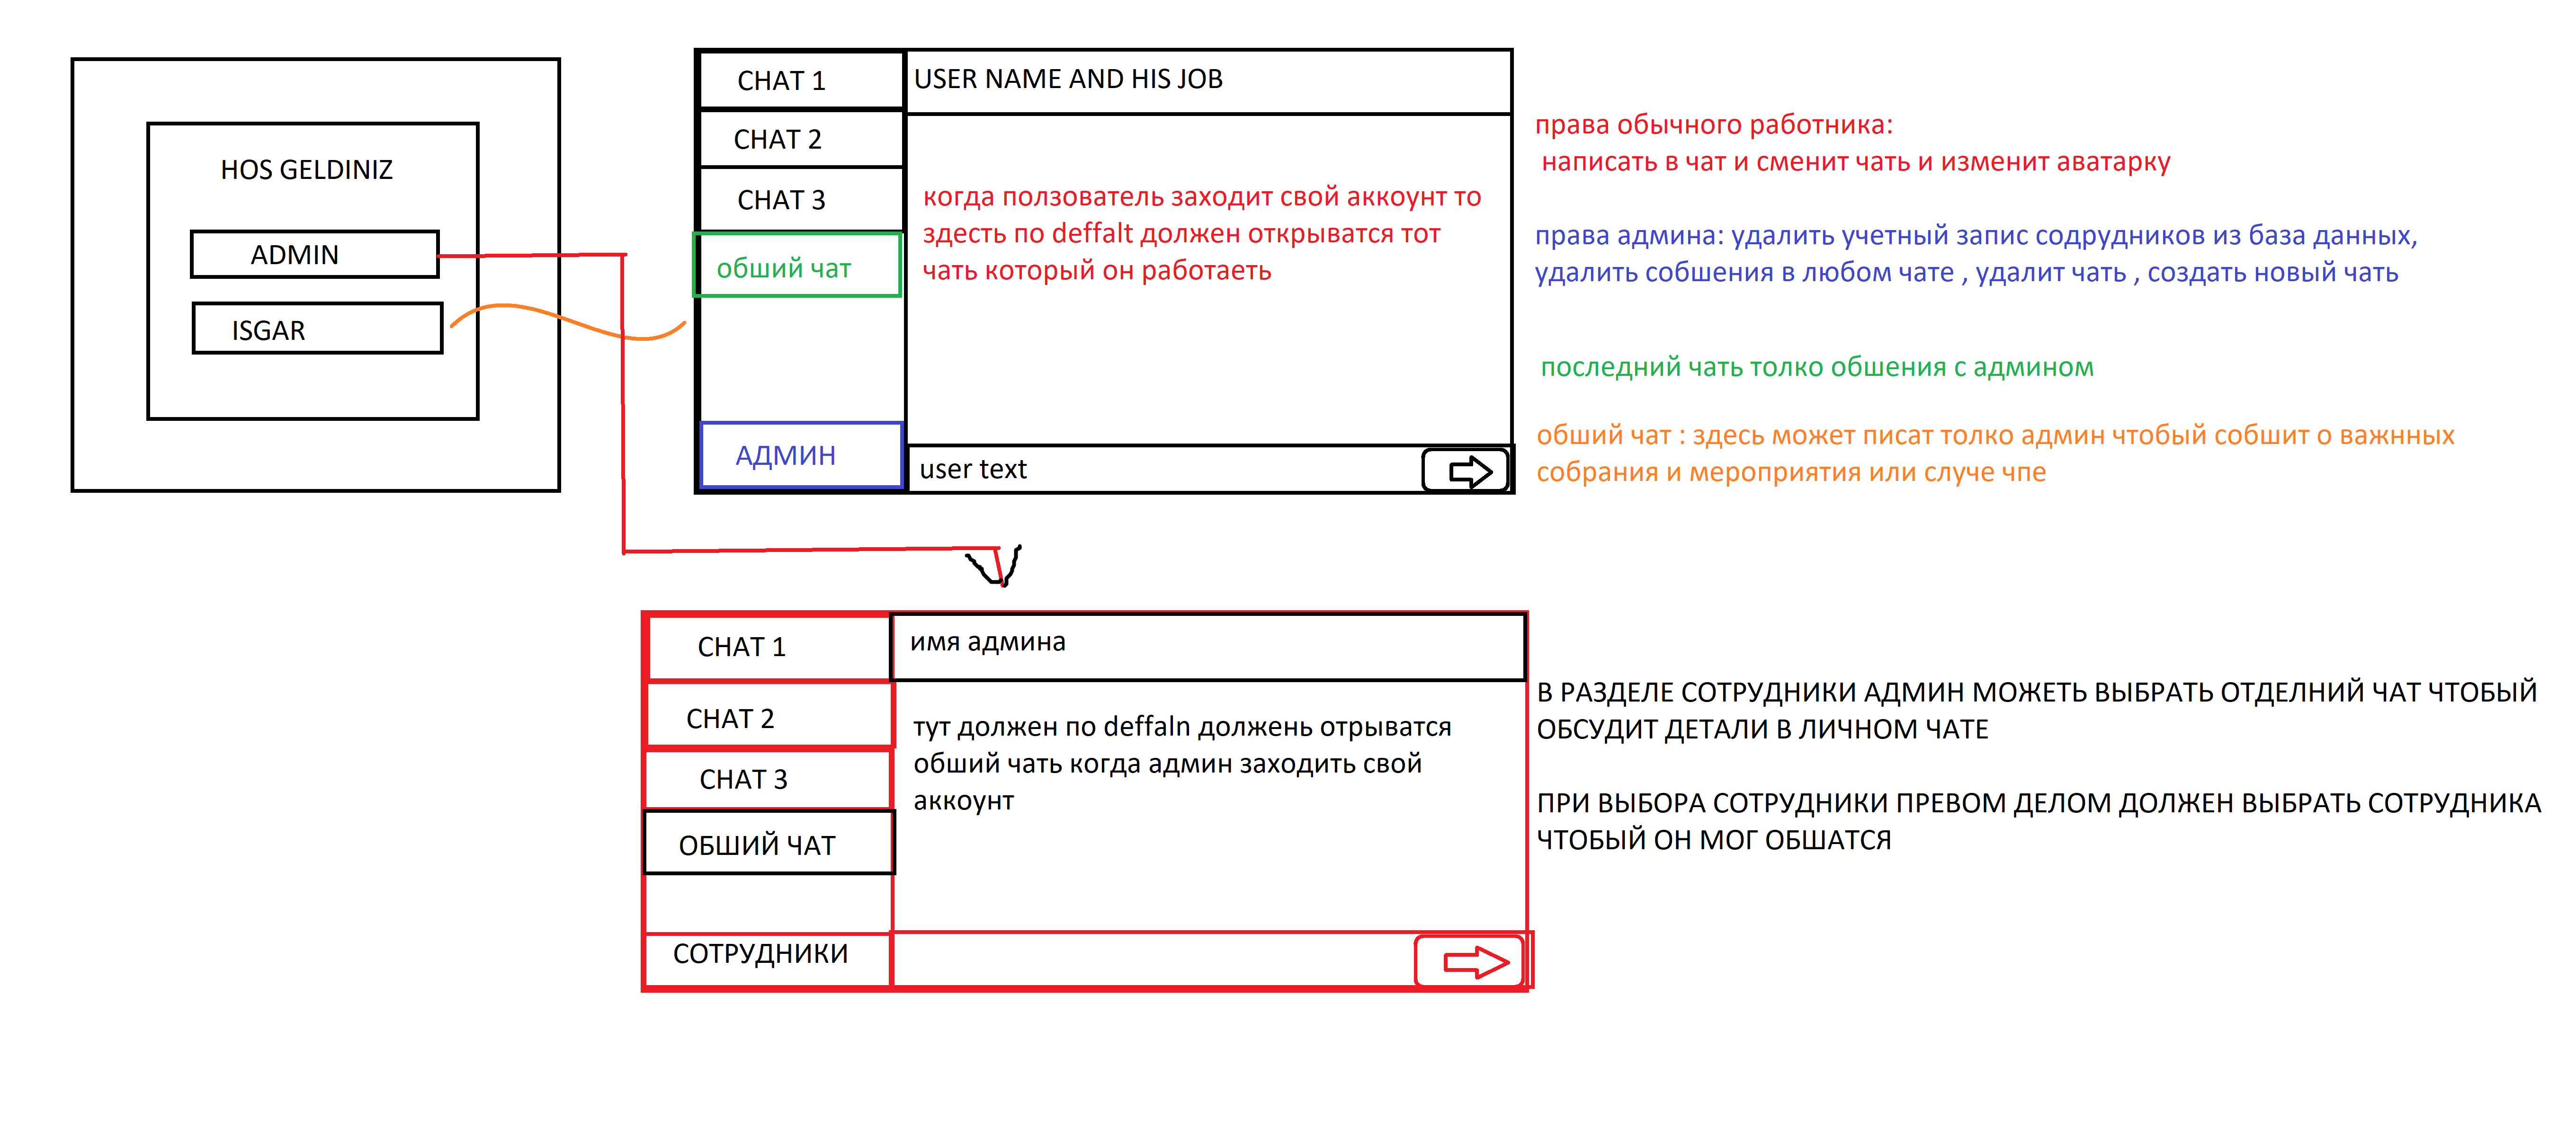 HOS GELDINIZ
ADMIN
ISGAR
CHAT 1
CHAT 2
CHAT 3
обший чат
АДМИН
USER NAME AND HIS JOB
когда ползователь заходит свой аккоунт то
здесть по deffalt должен открыватся тот
чать который он работаеть
user text
права обычного работника:
написать в чат и сменит чать и изменит аватарку
права админа: удалить учетный запис содрудников из база данных,
удалить собшения в любом чате , удалит чать , создать новый чать
последний чать толко обшения с админом
обший чат : здесь может писат толко админ чтобый собшит о важнных
собрания и мероприятия или случе чпе
CHAT 1
CHAT 2
CHAT 3
ОБШИЙ ЧАТ
СОТРУДНИКИ
имя админа
тут должен по deffaln должень отрыватся
обший чать когда админ заходить свой
аккоунт
В РАЗДЕЛЕ СОТРУДНИКИ АДМИН МОЖЕТЬ ВЫБРАТЬ ОТДЕЛНИЙ ЧАТ ЧТОБЫЙ
ОБСУДИТ ДЕТАЛИ В ЛИЧНОМ ЧАТЕ
ПРИ ВЫБОРА СОТРУДНИКИ ПРЕВОМ ДЕЛОМ ДОЛЖЕН ВЫБРАТЬ СОТРУДНИКА
ЧТОБЫЙ ОН МОГ ОБШАТСЯ